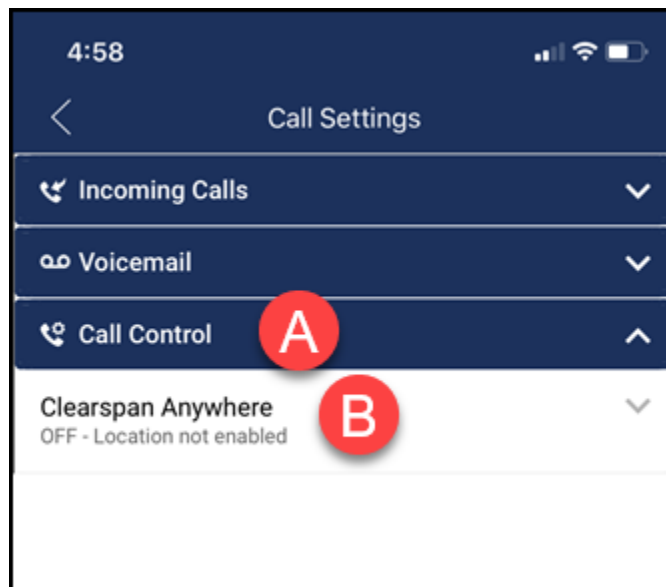 4:58
Call Settings
Incoming Calls
Voicemail
Call Control
A
Clearspan Anywhere
B
OFF - Location not enabled